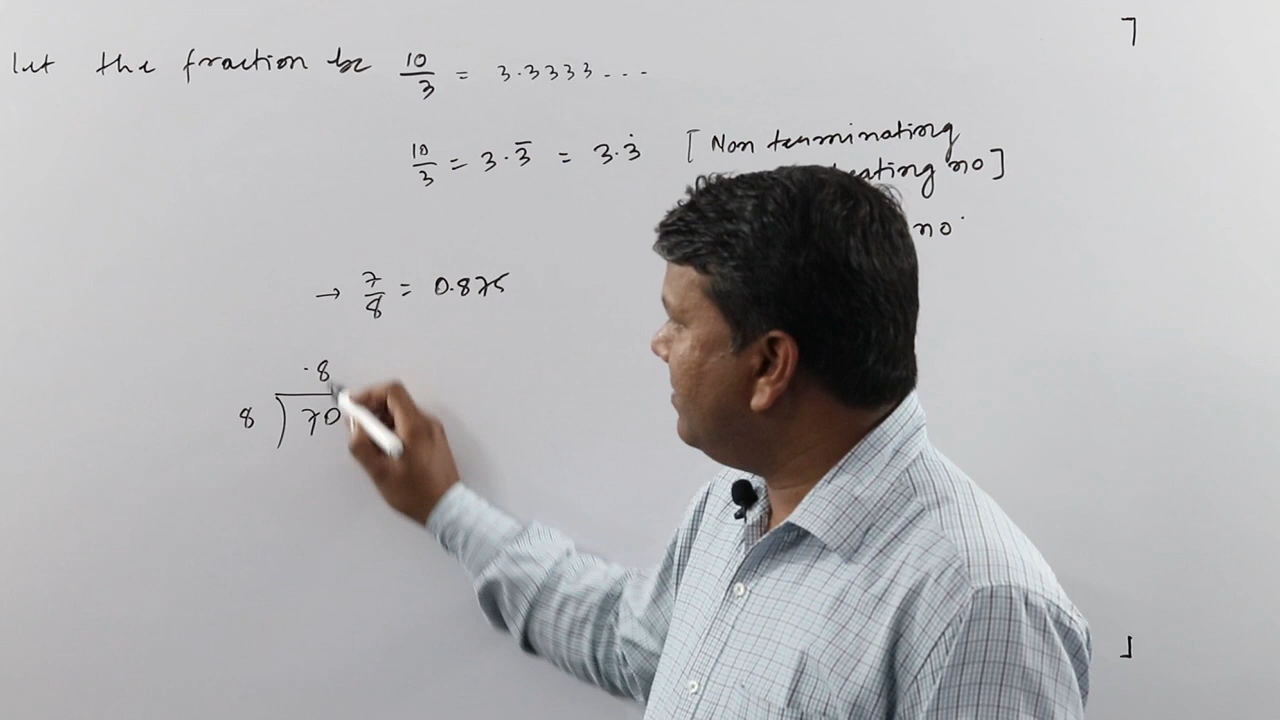 let the fraction be 10/3 = 3.3333...
10/3 = 3.3̅ = 3.3̇ [Non terminating
no]
no.
→ 7/8 = 0.875
.8
8 ) 70